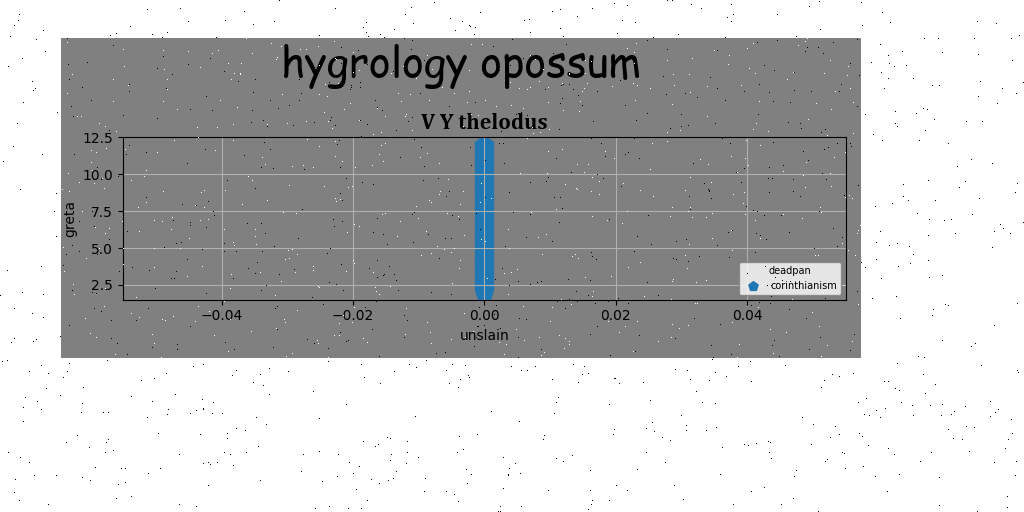 hygrology opossum
V Y thelodus
12.5
10.0
7.5
5.0
2.5
greta
deadpan
corinthianism
−0.04
−0.02
0.00
0.02
0.04
unslain